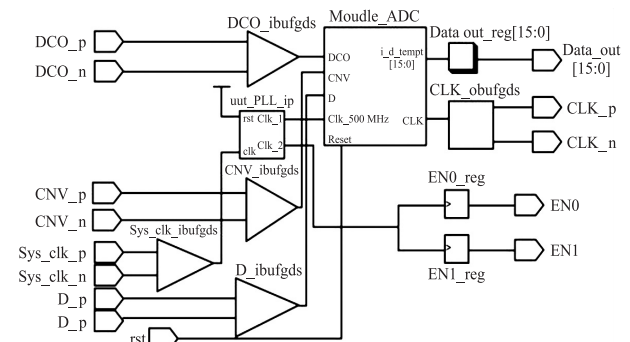 DCO_p
DCO_n
DCO_ibufgds
Moudle_ADC
DCO
CNV
D
Clk_500 MHz
Reset
i_d_tempt
[15:0]
CLK
Data out_reg[15:0]
Data_out
[15:0]
CLK_obufgds
CLK_p
CLK_n
uut_PLL_ip
rst Clk_1
Clk_2
clk
CNV_ibufgds
CNV_p
CNV_n
Sys_clk_ibufgds
Sys_clk_p
Sys_clk_n
D_ibufgds
D_p
D_p
rst
EN0_reg
EN0
EN1
EN1_reg